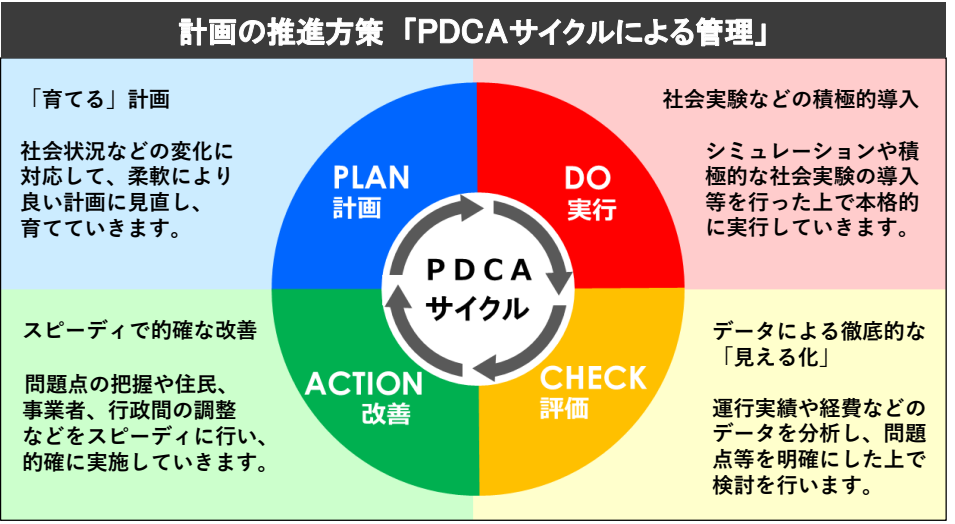 計画の推進方策 「PDCAサイクルによる管理」
「育てる」計画
社会状況などの変化に
対応して、柔軟により
良い計画に見直し、
育てていきます。
社会実験などの積極的導入
シミュレーションや積
極的な社会実験の導入
等を行った上で本格的
に実行していきます。
PLAN
計画
DO
実行
PDCA
サイクル
ACTION
改善
CHECK
評価
スピーディで的確な改善
問題点の把握や住民、
事業者、行政間の調整
などをスピーディに行い、
的確に実施していきます。
データによる徹底的な
「見える化」
運行実績や経費などの
データを分析し、問題
点等を明確にした上で
検討を行います。